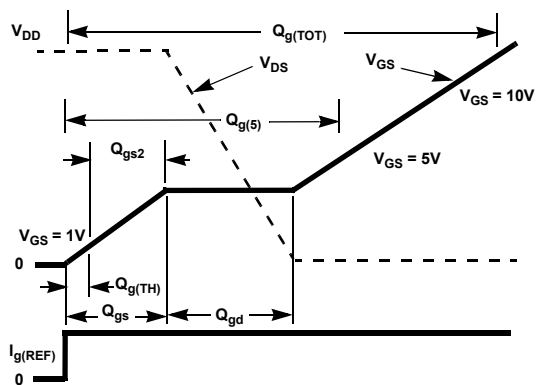 V_DD
Q_g(TOT)
V_DS
V_GS
V_GS = 10V
Q_g(5)
Q_gs2
V_GS = 5V
V_GS = 1V
0
Q_g(TH)
Q_gs
Q_gd
I_g(REF)
0